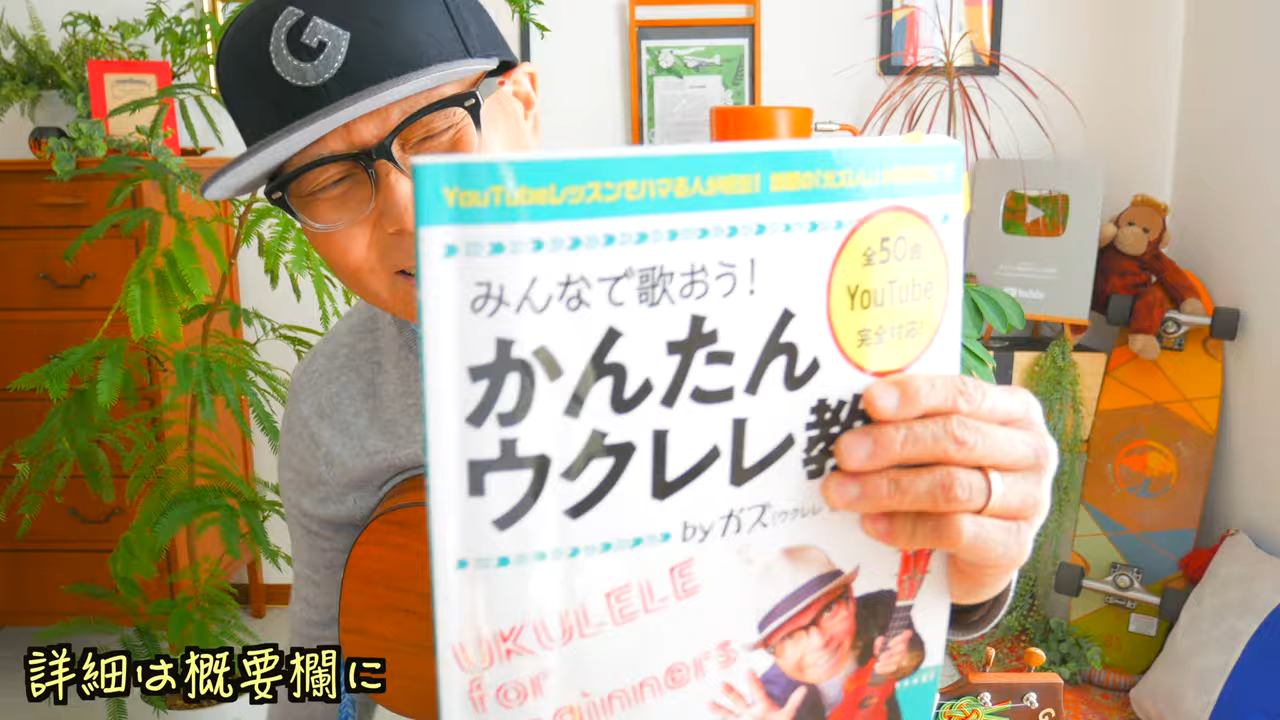 G
YouTubeレッスンでハマる人が続出!
みんなで歌おう!
全50曲
YouTube
完全対応!
かんたん
ウクレレ教
byガズ
UKULELE
for
ginners
詳細は概要欄に